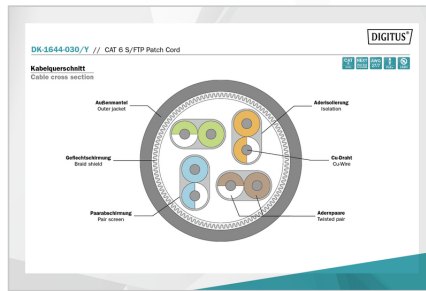 DIGITUS®
DK-1644-030/Y // CAT 6 S/FTP Patch Cord
Kabelquerschnitt
Cable cross section
Außenmantel
Outer jacket
Aderisolierung
Isolation
Geflechtschirmung
Braid shield
Cu-Draht
Cu-Wire
Paarabschirmung
Pair screen
Adernpaare
Twisted pair